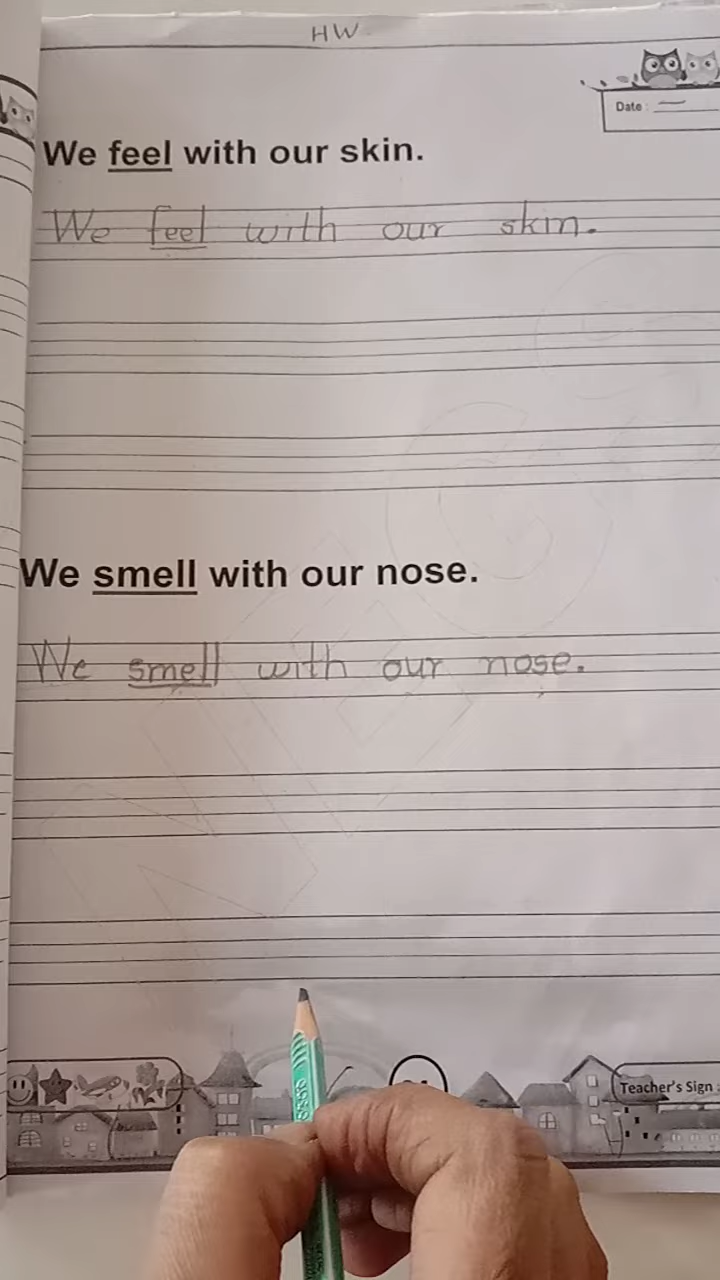 HW
Date :
We feel with our skin.
We feel with our skin.
We smell with our nose.
We smell with our nose.
Teacher's Sign :